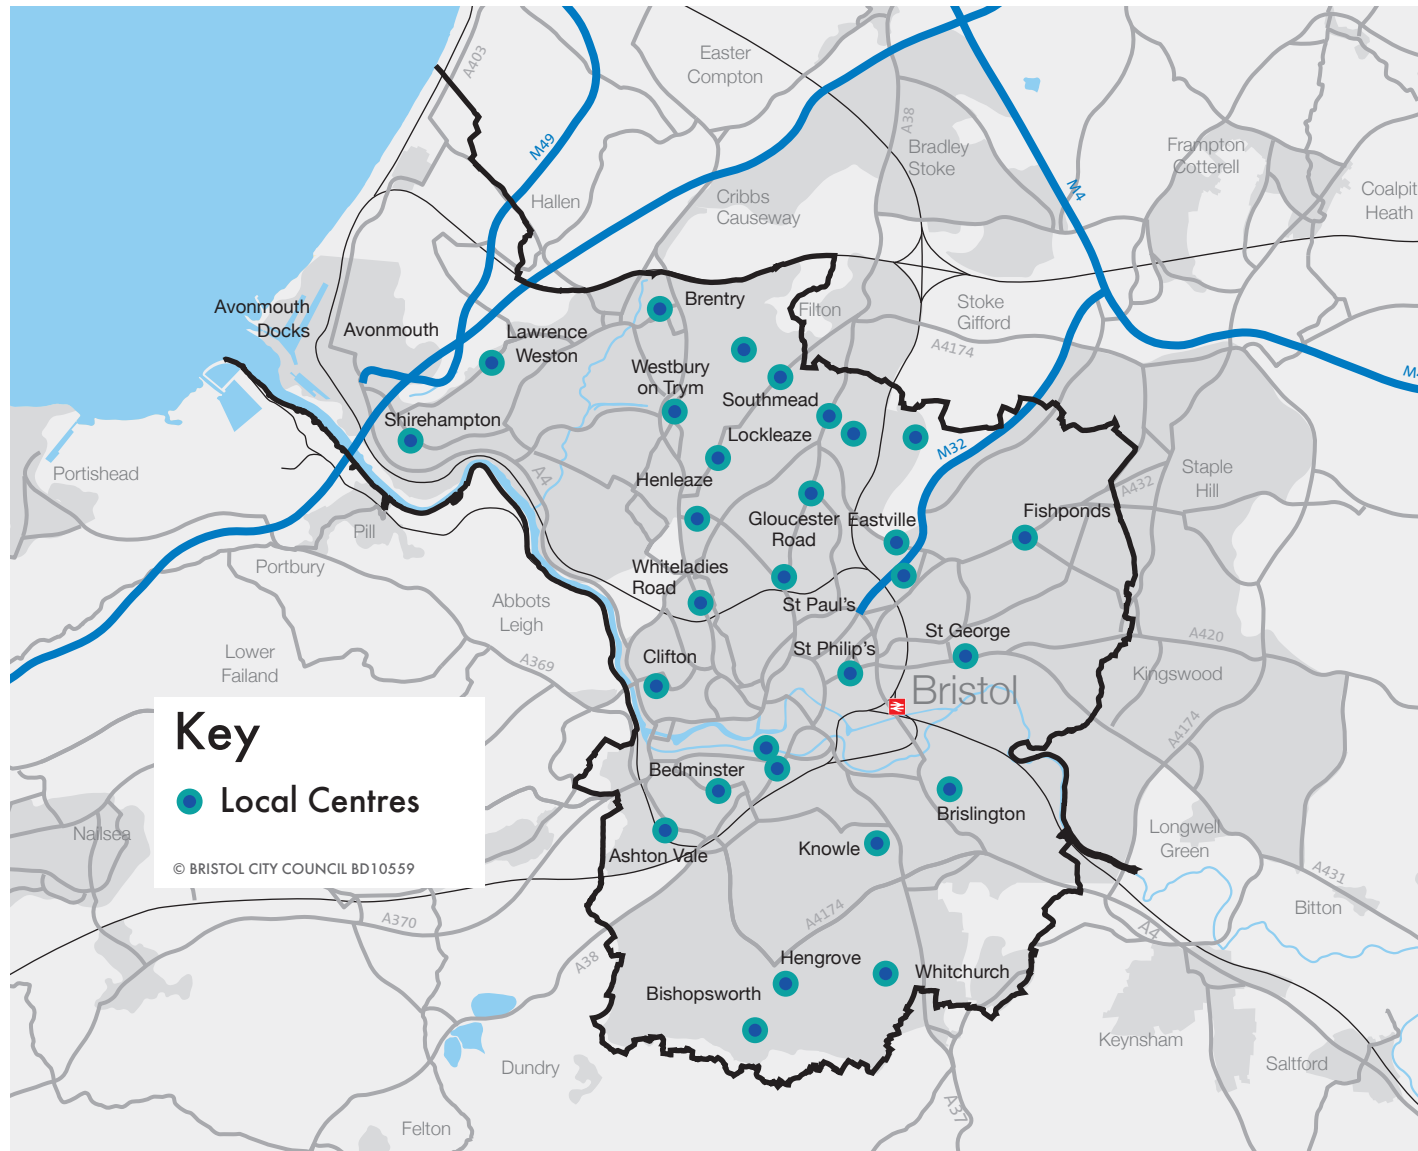 A403
Easter
Compton
M49
A38
Bradley
Stoke
Frampton
Cotterell
M4
Coalpit
Heath
Hallen
Cribbs
Causeway
Avonmouth
Docks
Avonmouth
Lawrence
Weston
Brentry
Filton
Stoke
Gifford
A4174
Westbury
on Trym
Southmead
Shirehampton
Lockleaze
M32
Portishead
A4
Henleaze
A432
Staple
Hill
Pill
Gloucester
Road
Eastville
Fishponds
Portbury
Whiteladies
Road
Abbots
Leigh
St Paul's
St George
A420
Lower
Failand
A369
Clifton
St Philip's
Kingswood
Bristol
A4174
Key
Local Centres
© BRISTOL CITY COUNCIL BD10559
Bedminster
Brislington
Nailsea
Ashton Vale
Knowle
Longwell
Green
A431
Bitton
A370
A4174
A4
A38
Hengrove
Whitchurch
Bishopsworth
Keynsham
Saltford
Dundry
A37
Felton